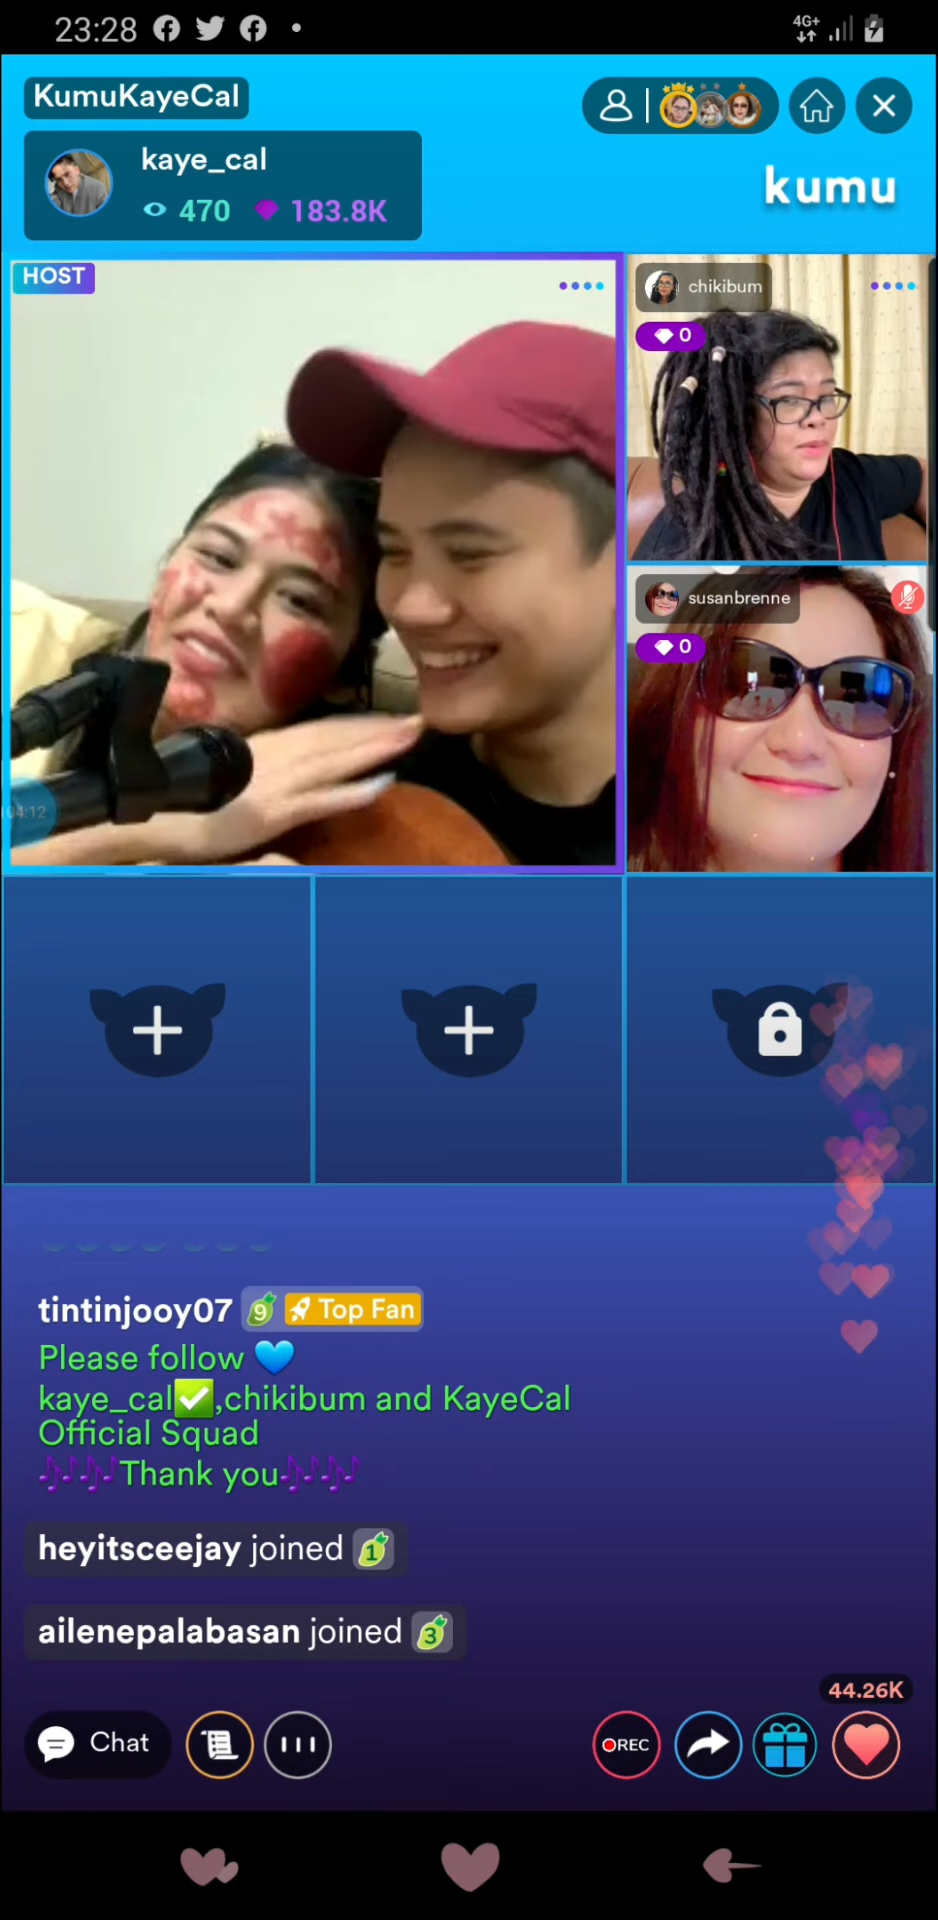 23:28
4G+
KumuKayeCal
kaye_cal
470 183.8K
kumu
HOST
chikibum
0
susanbrenne
0
04:12
tintinjooy07 9 Top Fan
Please follow 💙
kaye_cal✅,chikibum and KayeCal
Official Squad
🎶🎶Thank you🎶🎶
heyitsceejay joined 1
ailenepalabasan joined 3
44.26K
Chat
REC